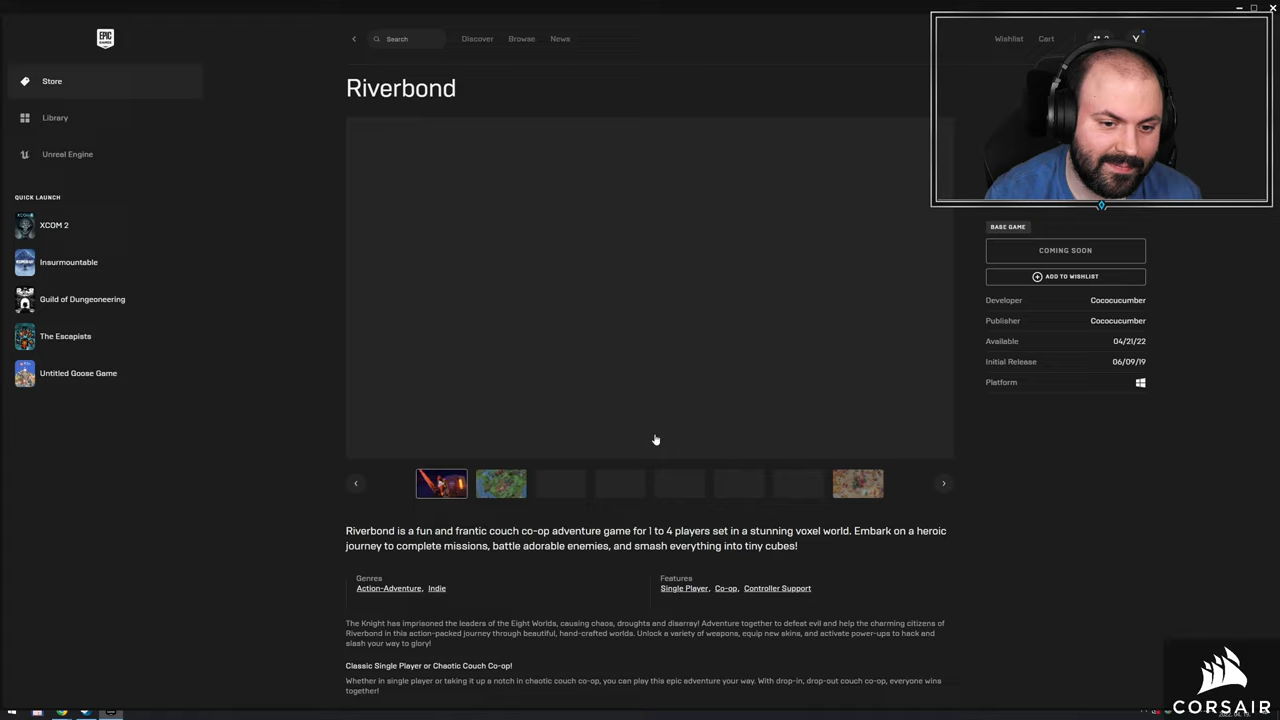 EPIC GAMES
Search
Discover
Browse
News
Wishlist
Cart
Y
Store
Library
Unreal Engine
QUICK LAUNCH
XCOM 2
Insurmountable
Guild of Dungeoneering
The Escapists
Untitled Goose Game
Riverbond
BASE GAME
COMING SOON
ADD TO WISHLIST
Developer Cococucumber
Publisher Cococucumber
Available 04/21/22
Initial Release 06/09/19
Platform
Riverbond is a fun and frantic couch co-op adventure game for 1 to 4 players set in a stunning voxel world. Embark on a heroic
journey to complete missions, battle adorable enemies, and smash everything into tiny cubes!
Genres
Action-Adventure, Indie
Features
Single Player, Co-op, Controller Support
The Knight has imprisoned the leaders of the Eight Worlds, causing chaos, droughts and disarray! Adventure together to defeat evil and help the charming citizens of
Riverbond in this action-packed journey through beautiful, hand-crafted worlds. Unlock a variety of weapons, equip new skins, and activate power-ups to hack and
slash your way to glory!
Classic Single Player or Chaotic Couch Co-op!
Whether in single player or taking it up a notch in chaotic couch co-op, you can play this epic adventure your way. With drop-in, drop-out couch co-op, everyone wins
together!
CORSAIR